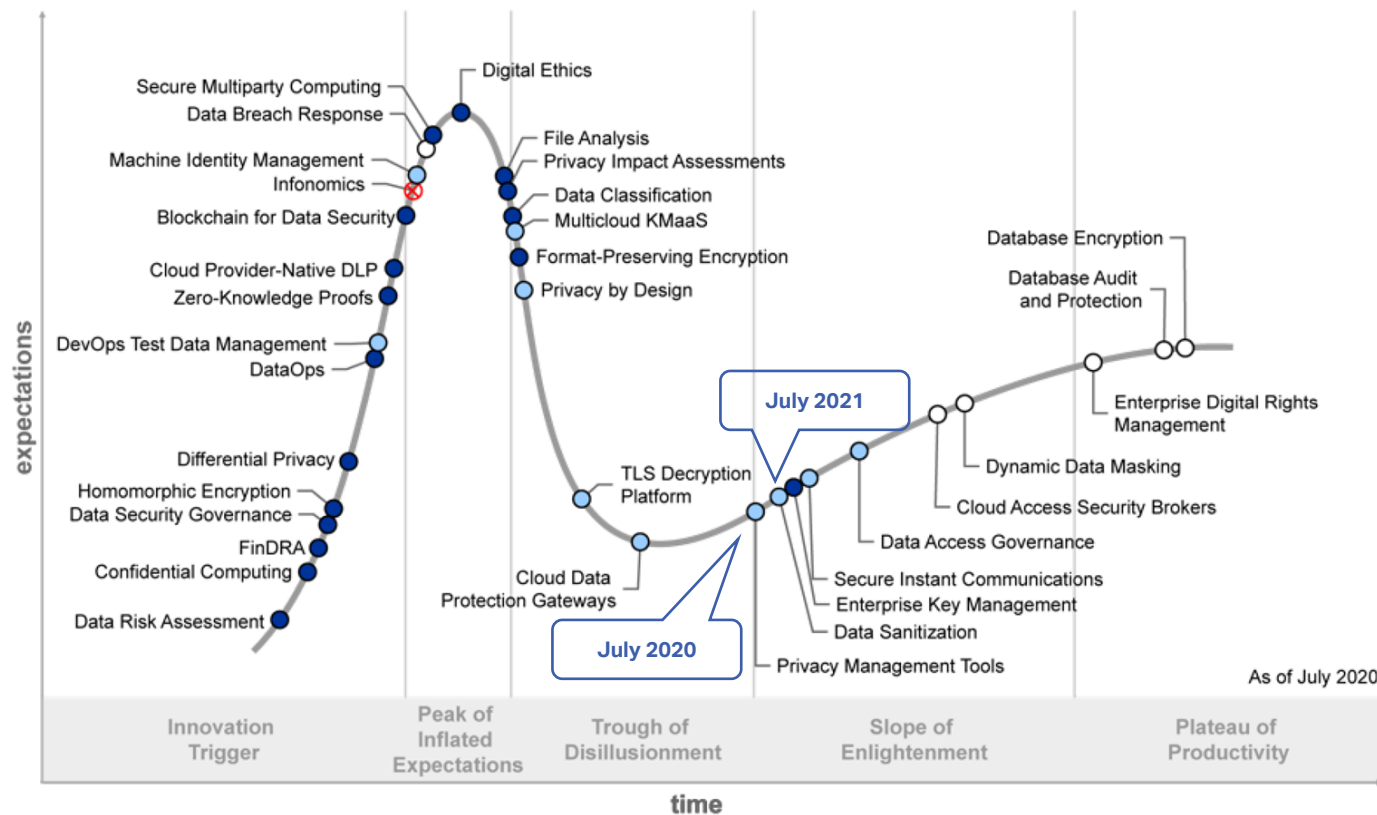 expectations
Digital Ethics
Secure Multiparty Computing
Data Breach Response
Machine Identity Management
Infonomics
Blockchain for Data Security
Cloud Provider-Native DLP
Zero-Knowledge Proofs
DevOps Test Data Management
DataOps
Differential Privacy
Homomorphic Encryption
Data Security Governance
FinDRA
Confidential Computing
Data Risk Assessment
File Analysis
Privacy Impact Assessments
Data Classification
Multicloud KMaaS
Format-Preserving Encryption
Privacy by Design
TLS Decryption
Platform
Cloud Data
Protection Gateways
July 2020
July 2021
Database Encryption
Database Audit
and Protection
Enterprise Digital Rights
Management
Dynamic Data Masking
Cloud Access Security Brokers
Data Access Governance
Secure Instant Communications
Enterprise Key Management
Data Sanitization
Privacy Management Tools
As of July 2020
Innovation
Trigger
Peak of
Inflated
Expectations
Trough of
Disillusionment
Slope of
Enlightenment
Plateau of
Productivity
time